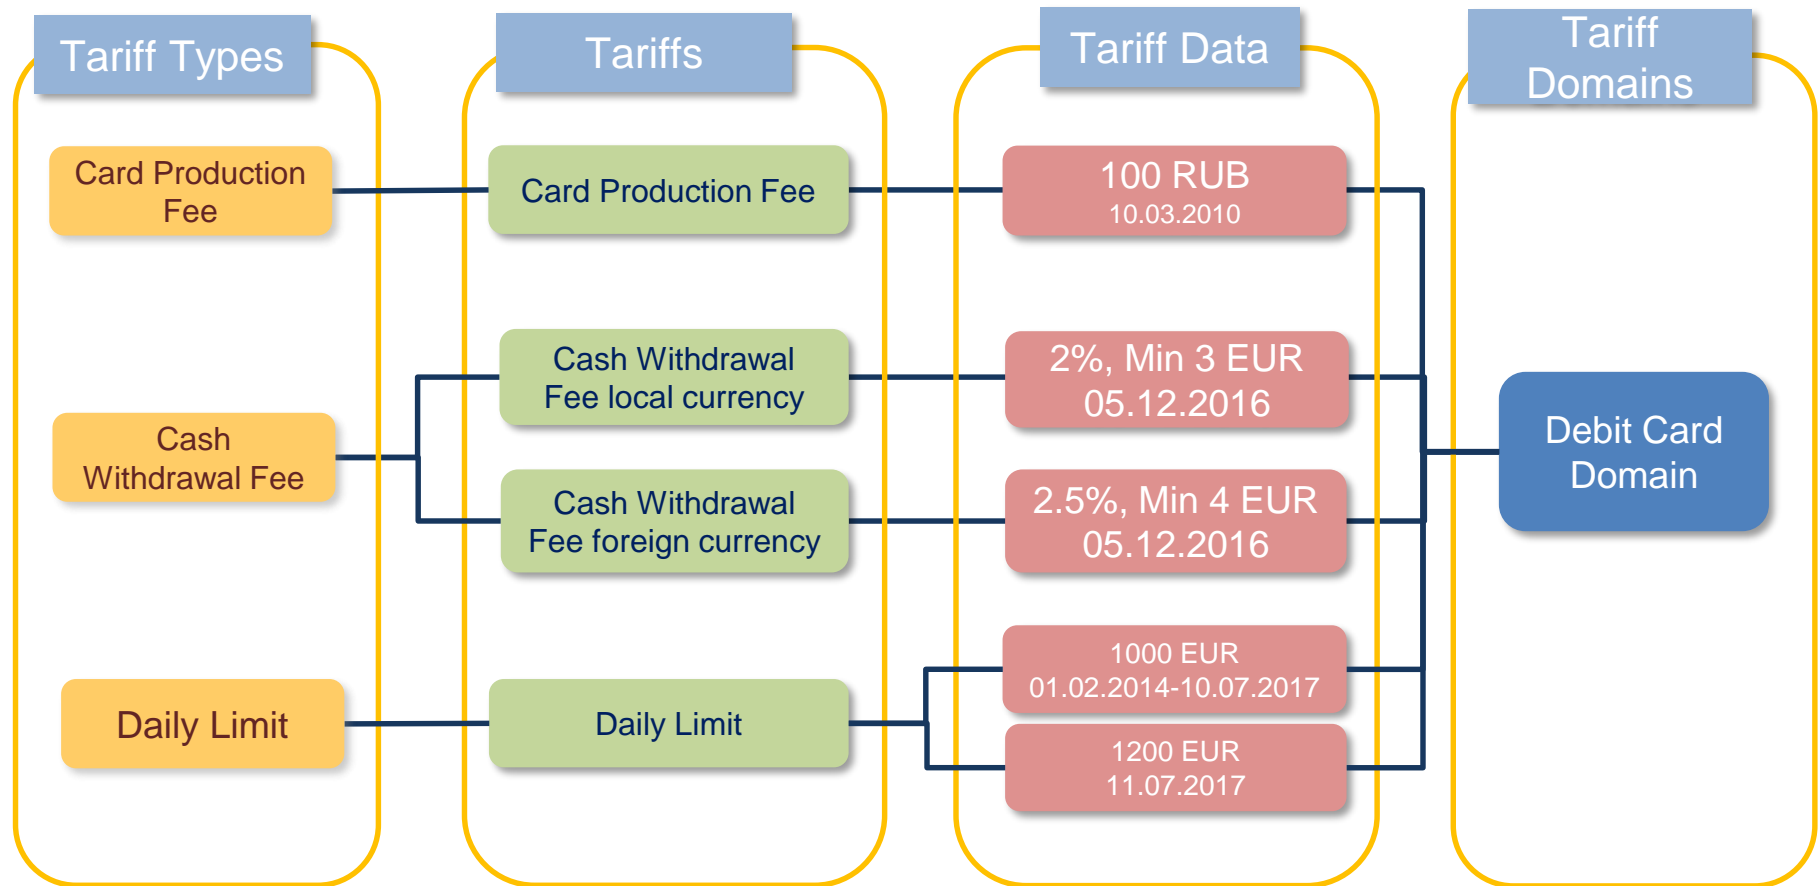 Tariff Types
Tariffs
Tariff Data
Tariff
Domains
Card Production
Fee
Card Production Fee
100 RUB
10.03.2010
Cash Withdrawal
Fee local currency
2%, Min 3 EUR
05.12.2016
Cash
Withdrawal Fee
Debit Card
Domain
Cash Withdrawal
Fee foreign currency
2.5%, Min 4 EUR
05.12.2016
Daily Limit
Daily Limit
1000 EUR
01.02.2014-10.07.2017
1200 EUR
11.07.2017